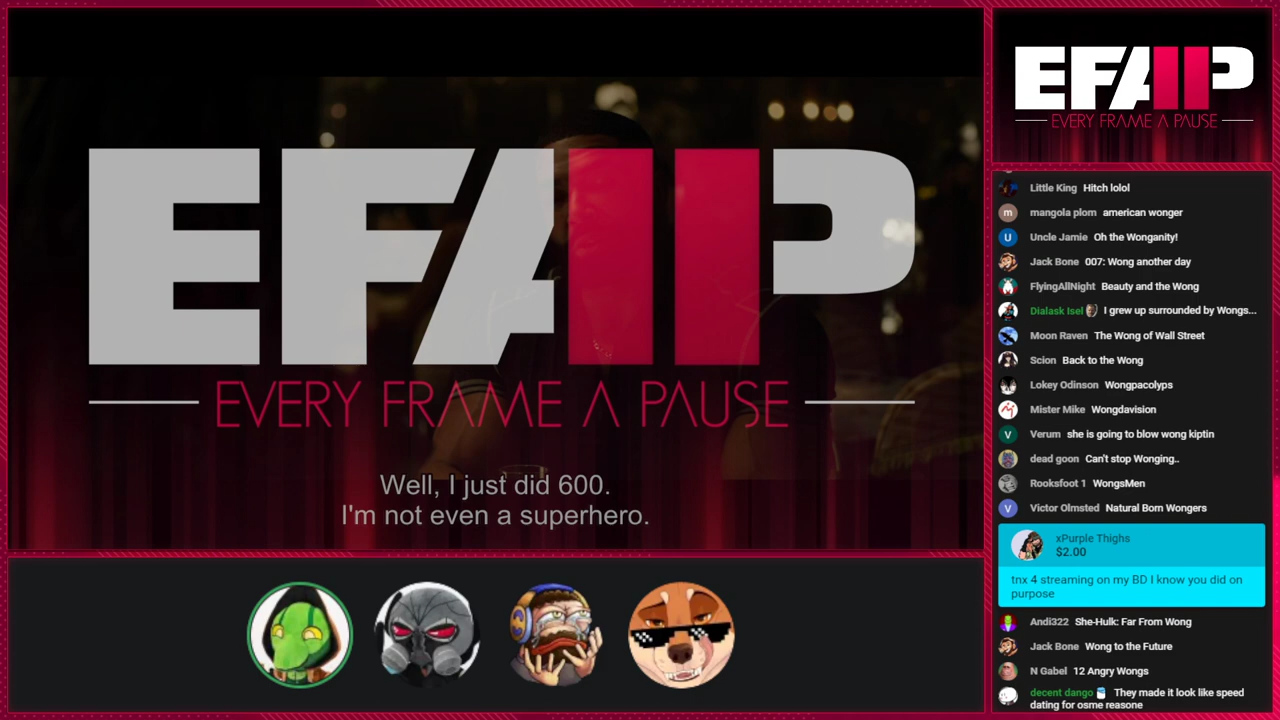 EFAP
EVERY FRAME A PAUSE
Well, I just did 600.
I'm not even a superhero.
EFAP
EVERY FRAME A PAUSE
Little King Hitch lolol
m mangola plom american wonger
U Uncle Jamie Oh the Wonganity!
Jack Bone 007: Wong another day
FlyingAllNight Beauty and the Wong
Dialask Isel I grew up surrounded by Wongs...
Moon Raven The Wong of Wall Street
Scion Back to the Wong
Lokey Odinson Wongpacolyps
Mister Mike Wongdavision
V Verum she is going to blow wong kiptin
dead goon Can't stop Wonging..
Rooksfoot 1 WongsMen
V Victor Olmsted Natural Born Wongers
xPurple Thighs
$2.00
tnx 4 streaming on my BD I know you did on
purpose
Andi322 She-Hulk: Far From Wong
Jack Bone Wong to the Future
N Gabel 12 Angry Wongs
decent dango They made it look like speed
dating for osme reasone